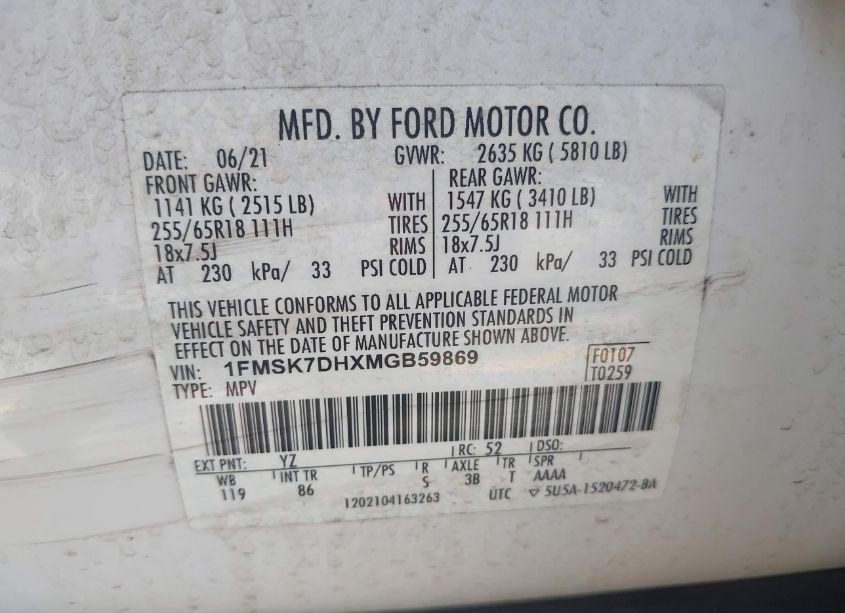 MFD. BY FORD MOTOR CO.
DATE: 06/21 GVWR: 2635 KG ( 5810 LB)
FRONT GAWR: REAR GAWR:
1141 KG ( 2515 LB) WITH 1547 KG ( 3410 LB) WITH
255/65R18 111H TIRES 255/65R18 111H TIRES
18x7.5J RIMS 18x7.5J RIMS
AT 230 kPa/ 33 PSI COLD AT 230 kPa/ 33 PSI COLD
THIS VEHICLE CONFORMS TO ALL APPLICABLE FEDERAL MOTOR
VEHICLE SAFETY AND THEFT PREVENTION STANDARDS IN
EFFECT ON THE DATE OF MANUFACTURE SHOWN ABOVE.
VIN: 1FMSK7DHXMGB59869 F0107
TYPE: MPV T0259
RC: 52 DSO:
EXT PNT: YZ
WB INT TR TP/PS R AXLE TR SPR
119 86 S 3B T AAAA
1202104163263 UTC ▽ 5U5A-1520472-BA